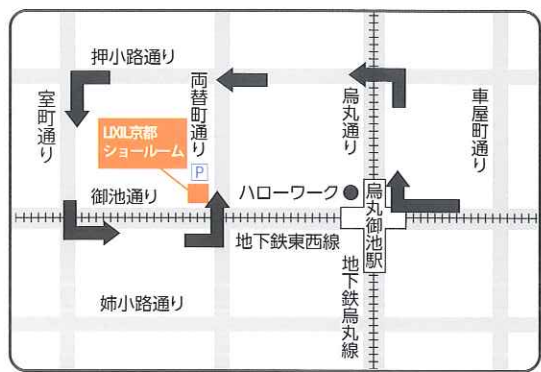 押小路通り
室町通り
両替町通り
烏丸通り
車屋町通り
LIXIL京都
ショールーム
P
御池通り
ハローワーク
烏丸御池駅
地下鉄東西線
地下鉄烏丸線
姉小路通り